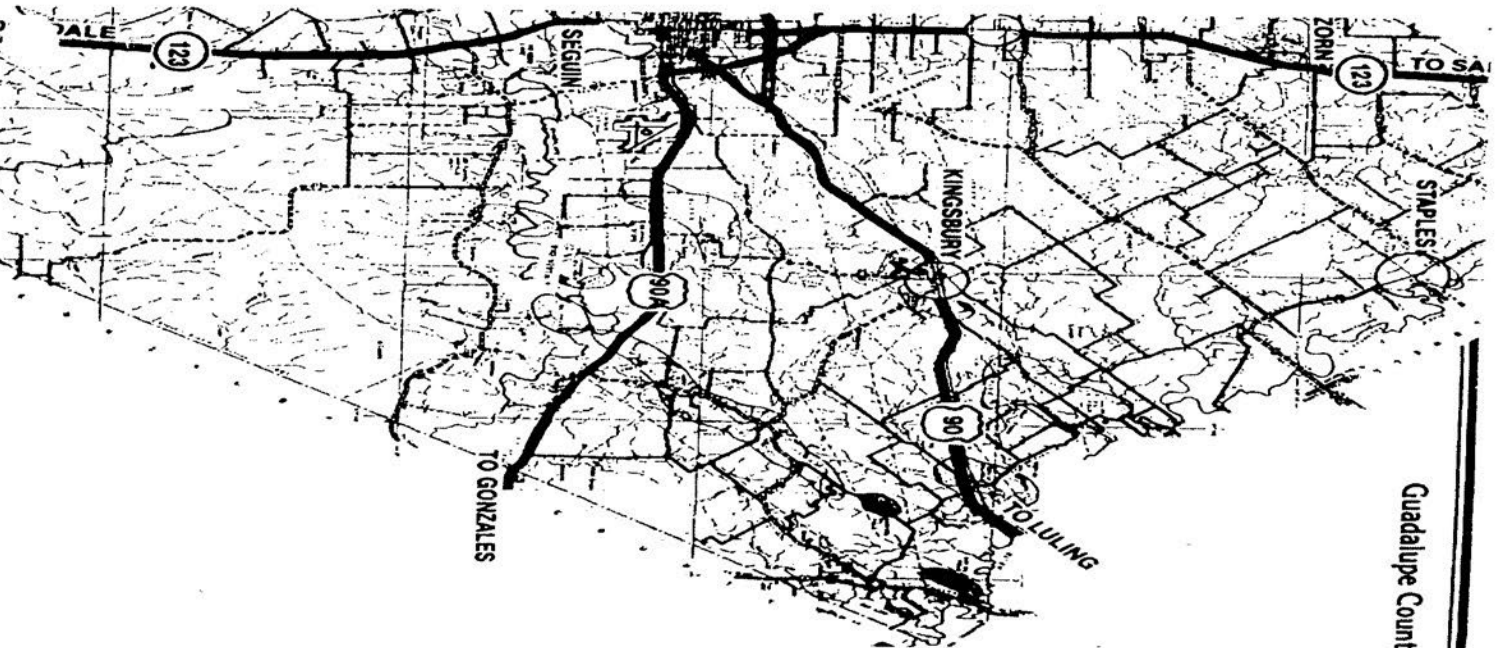 DALE
123
SEGUIN
ZORN
123
TO SA
KINGSBURY
STAPLES
90A
90
TO GONZALES
TO LULING
Guadalupe Count